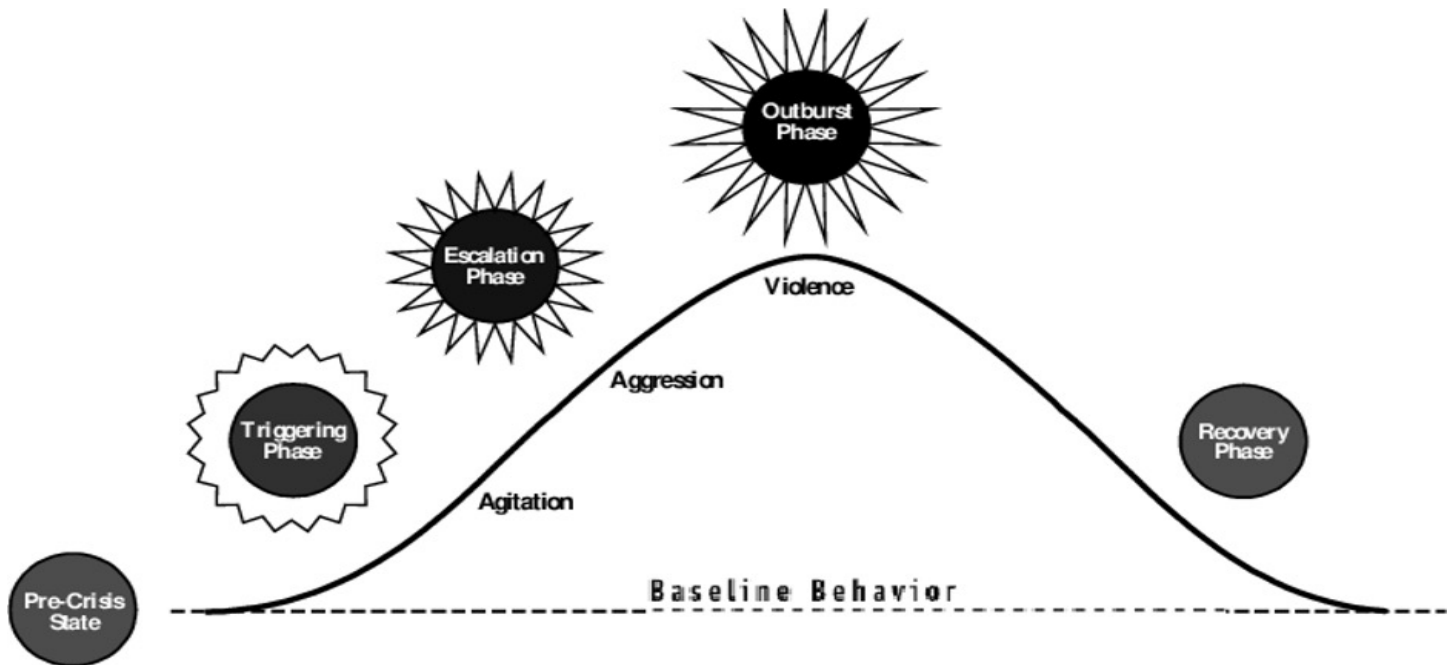 Outburst
Phase
Escalation
Phase
Violence
Aggression
Triggering
Phase
Recovery
Phase
Agitation
Pre-Crisis
State
Baseline Behavior